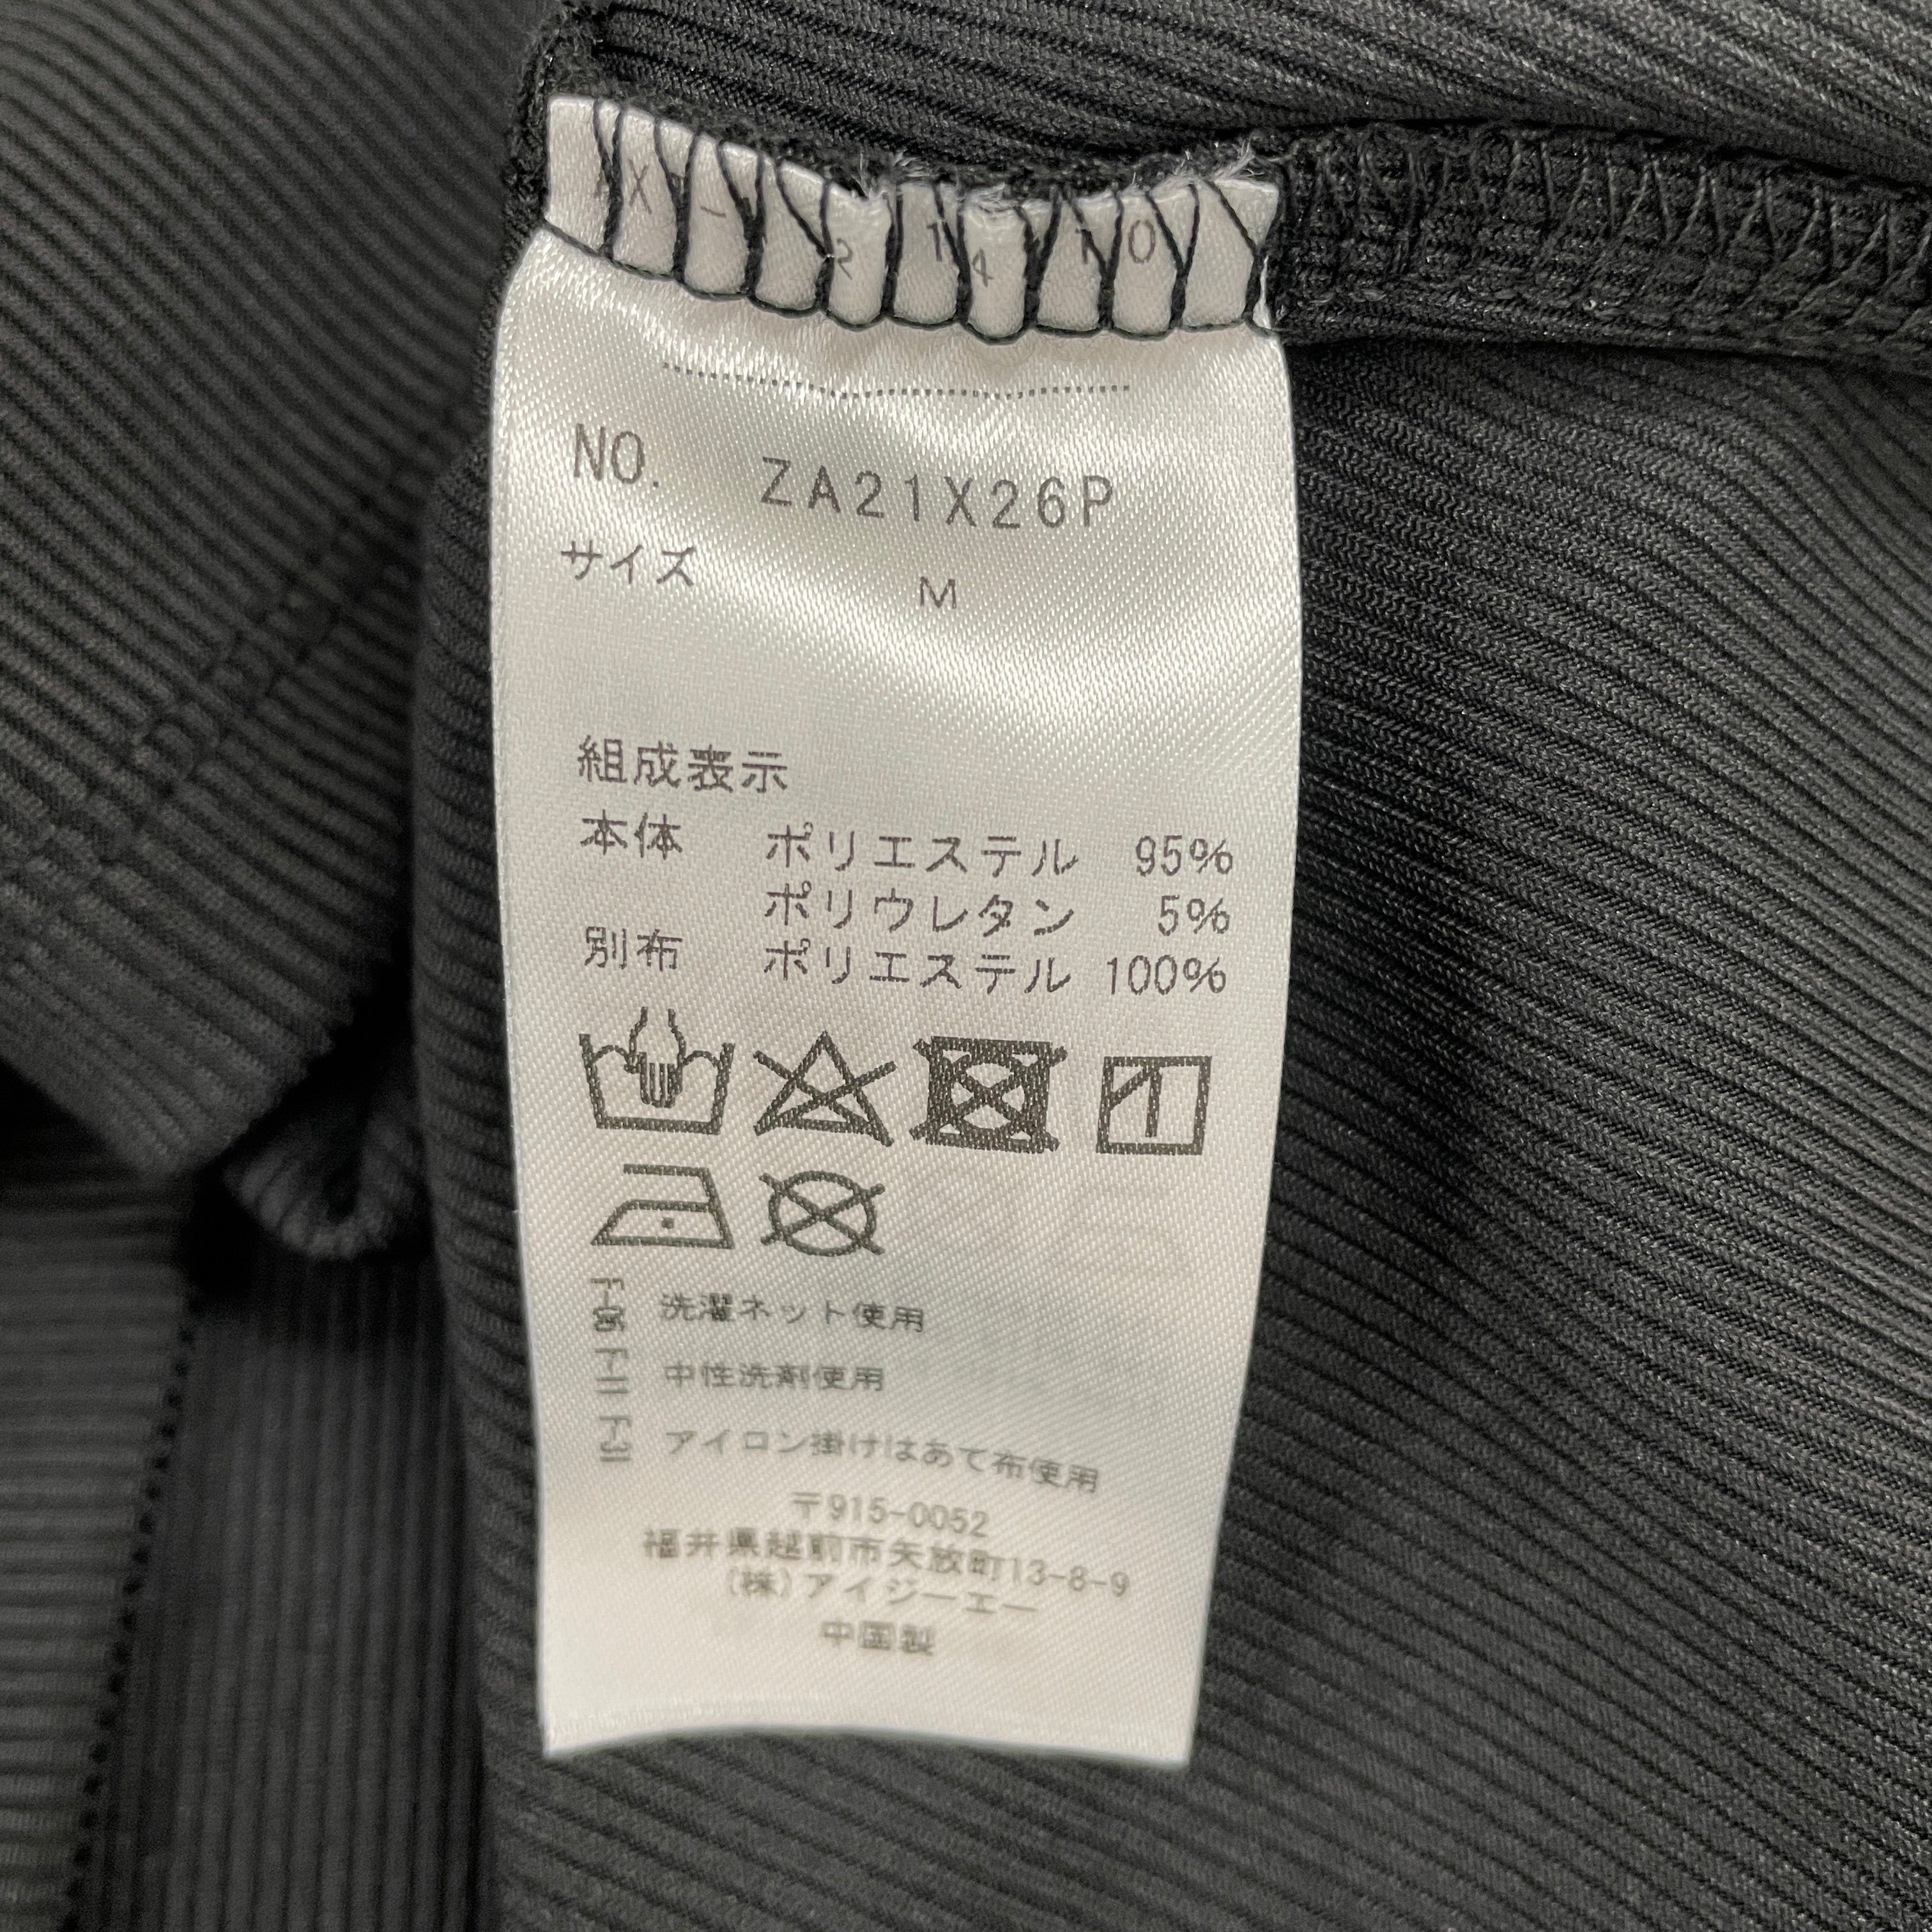 NO. ZA21X26P
サイズ M
組成表示
本体 ポリエステル 95%
ポリウレタン 5%
別布 ポリエステル 100%
洗濯ネット使用
中性洗剤使用
アイロン掛けはあて布使用
〒915-0052
福井県越前市矢放町13-8-9
(株)アイジーエー
中国製